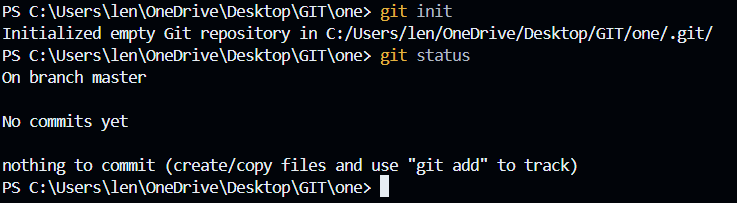 PS C:\Users\len\OneDrive\Desktop\GIT\one> git init
Initialized empty Git repository in C:/Users/len/OneDrive/Desktop/GIT/one/.git/
PS C:\Users\len\OneDrive\Desktop\GIT\one> git status
On branch master
No commits yet
nothing to commit (create/copy files and use "git add" to track)
PS C:\Users\len\OneDrive\Desktop\GIT\one>